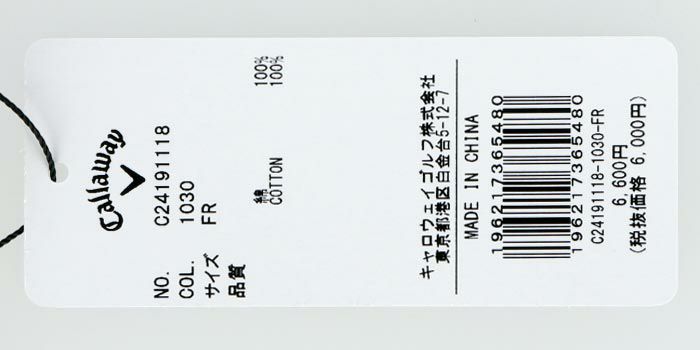 Callaway
NO. C24191118
COL. 1030
サイズ FR
品質
綿 100%
COTTON 100%
キャロウェイゴルフ株式会社
東京都港区白金台5-12-7
MADE IN CHINA
196217365480
196217365480
C24191118-1030-FR
6,600円
(税抜価格 6,000円)